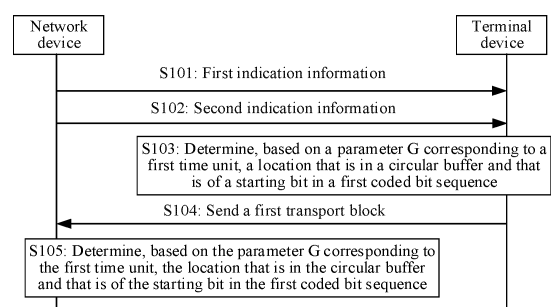 Network
device
Terminal
device
S101: First indication information
S102: Second indication information
S103: Determine, based on a parameter G corresponding to a
first time unit, a location that is in a circular buffer and that
is of a starting bit in a first coded bit sequence
S104: Send a first transport block
S105: Determine, based on the parameter G corresponding to
the first time unit, the location that is in the circular buffer
and that is of the starting bit in the first coded bit sequence